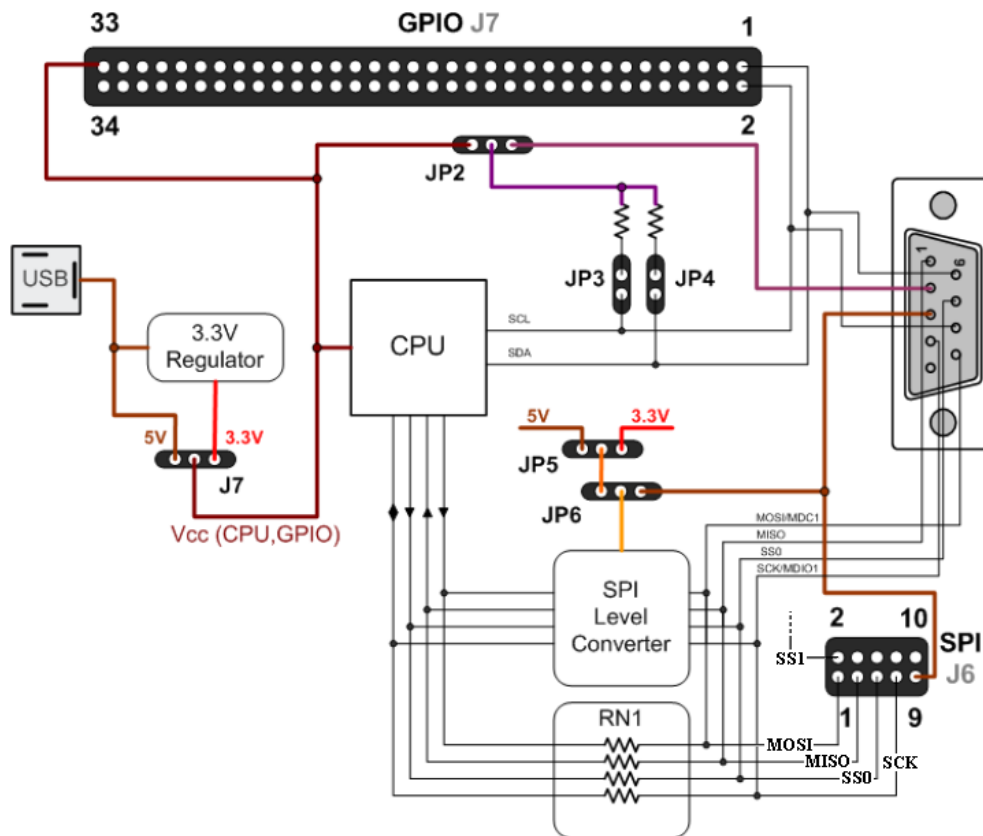 33
GPIO J7
1
34
2
JP2
USB
3.3V
Regulator
JP3
JP4
1
6
CPU
SCL
SDA
5V
3.3V
J7
Vcc (CPU,GPIO)
5V
3.3V
JP5
JP6
MOSI/MDC1
MISO
SS0
SCK/MDIO1
SPI
Level
Converter
2
10
SPI
SS1
J6
1
9
RN1
MOSI
MISO
SCK
SS0